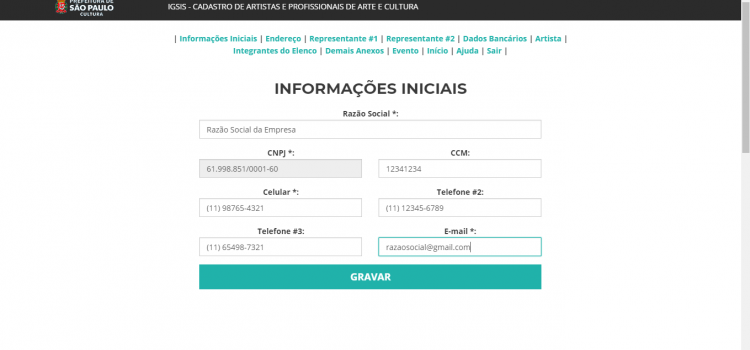 PREFEITURA DE
SÃO PAULO
CULTURA
IGSIS - CADASTRO DE ARTISTAS E PROFISSIONAIS DE ARTE E CULTURA
| Informações Iniciais | Endereço | Representante #1 | Representante #2 | Dados Bancários | Artista |
Integrantes do Elenco | Demais Anexos | Evento | Início | Ajuda | Sair |
INFORMAÇÕES INICIAIS
Razão Social *:
Razão Social da Empresa
CNPJ *:
CCM:
61.998.851/0001-60
12341234
Celular *:
Telefone #2:
(11) 98765-4321
(11) 12345-6789
Telefone #3:
E-mail *:
(11) 65498-7321
razaosocial@gmail.com
GRAVAR